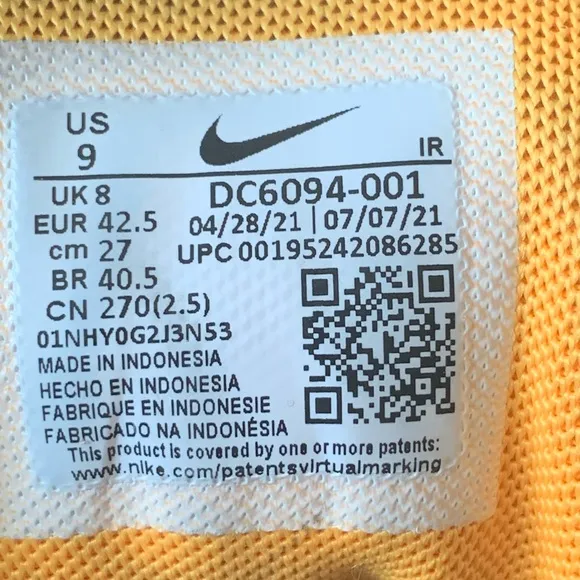 US
9
IR
UK 8
DC6094-001
EUR 42.5
04/28/21 | 07/07/21
cm 27
UPC 00195242086285
BR 40.5
CN 270(2.5)
01NHY0G2J3N53
MADE IN INDONESIA
HECHO EN INDONESIA
FABRIQUE EN INDONESIE
FABRICADO NA INDONÉSIA
This product is covered by one or more patents:
www.nike.com/patentsvirtualmarking